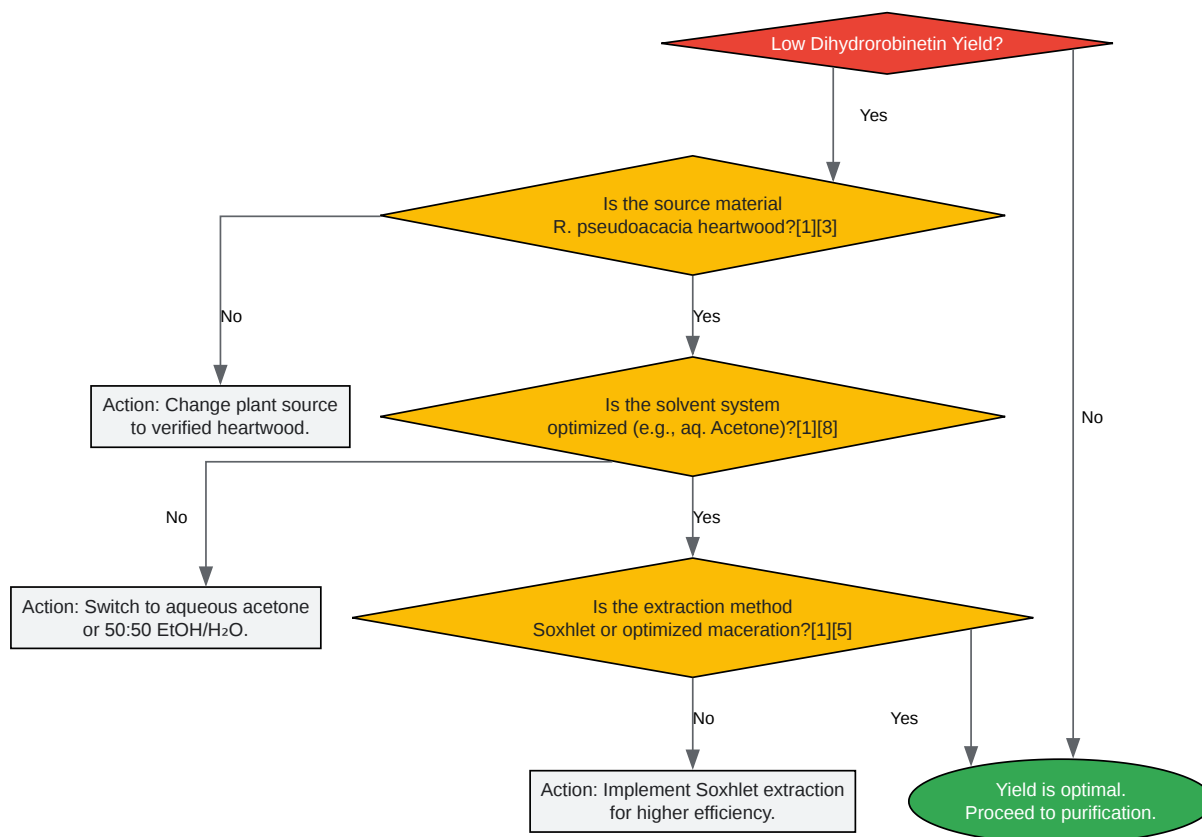 Low Dihydrorobinetin Yield?
Yes
Is the source material
R. pseudoacacia heartwood?[1][3]
No
Yes
Action: Change plant source
to verified heartwood.
Is the solvent system
optimized (e.g., aq. Acetone)?[1][8]
No
No
Yes
Action: Switch to aqueous acetone
or 50:50 EtOH/H₂O.
Is the extraction method
Soxhlet or optimized maceration?[1][5]
No
Yes
Action: Implement Soxhlet extraction
for higher efficiency.
Yield is optimal.
Proceed to purification.